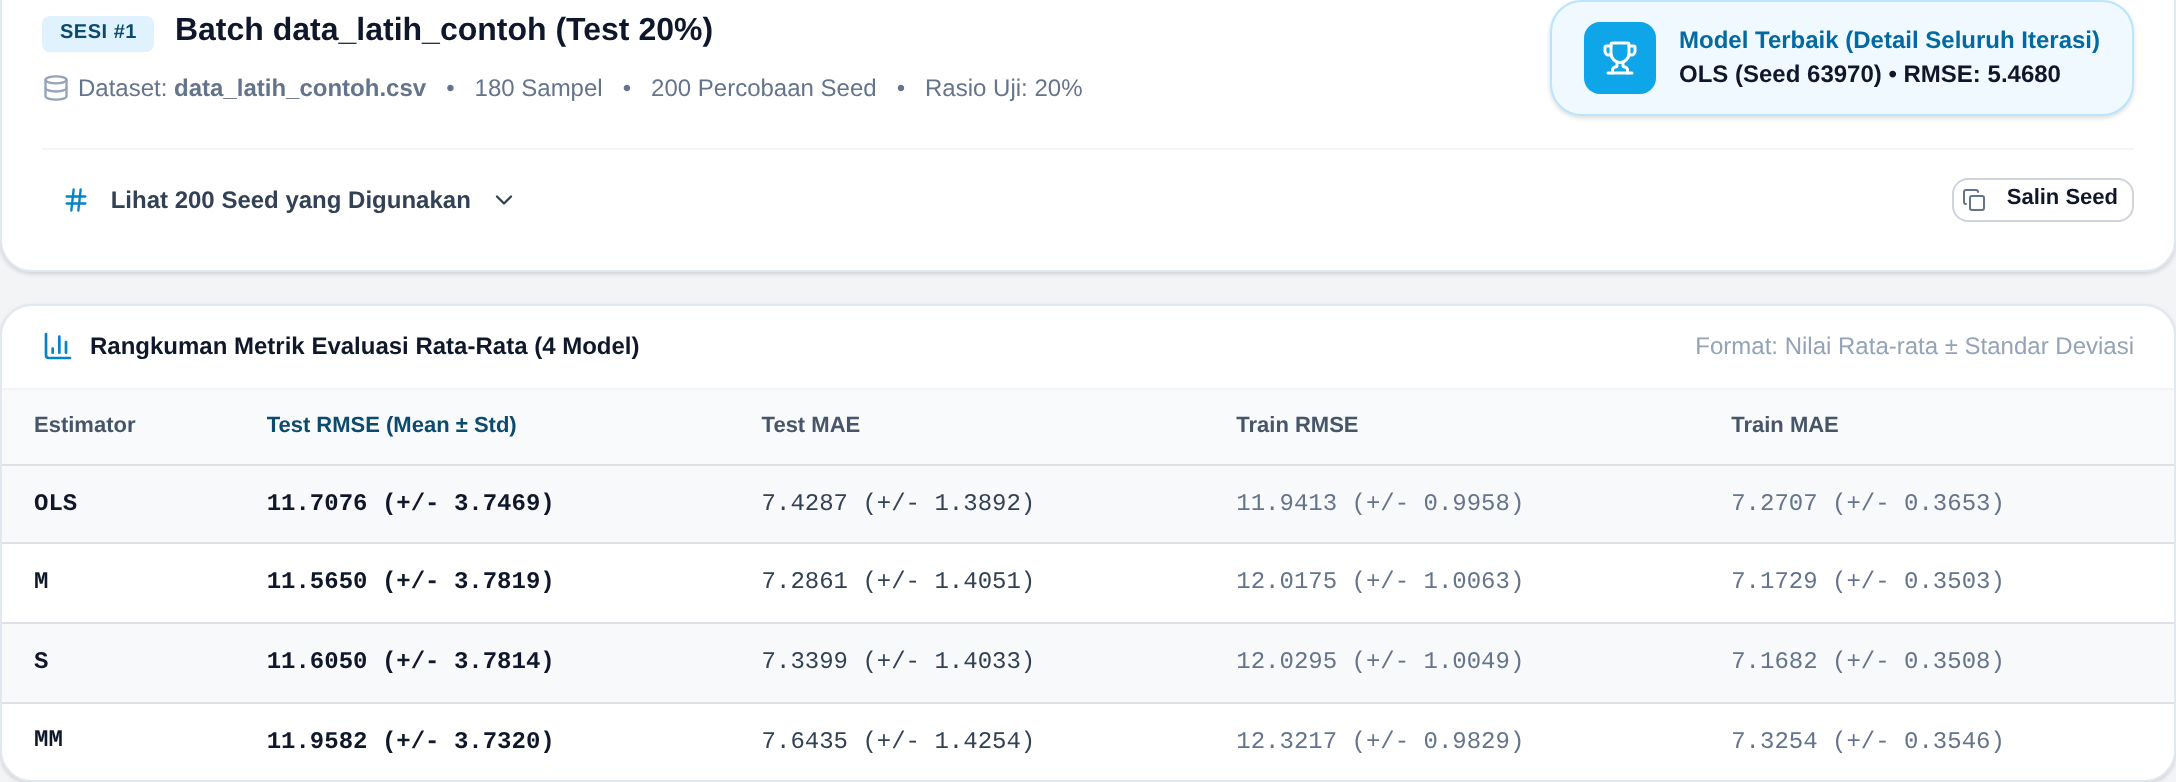 SESI #1 Batch data_latih_contoh (Test 20%)
Dataset: data_latih_contoh.csv • 180 Sampel • 200 Percobaan Seed • Rasio Uji: 20%
Model Terbaik (Detail Seluruh Iterasi)
OLS (Seed 63970) • RMSE: 5.4680
# Lihat 200 Seed yang Digunakan
Salin Seed
Rangkuman Metrik Evaluasi Rata-Rata (4 Model)
Format: Nilai Rata-rata ± Standar Deviasi
Estimator Test RMSE (Mean ± Std) Test MAE Train RMSE Train MAE
OLS 11.7076 (+/- 3.7469) 7.4287 (+/- 1.3892) 11.9413 (+/- 0.9958) 7.2707 (+/- 0.3653)
M 11.5650 (+/- 3.7819) 7.2861 (+/- 1.4051) 12.0175 (+/- 1.0063) 7.1729 (+/- 0.3503)
S 11.6050 (+/- 3.7814) 7.3399 (+/- 1.4033) 12.0295 (+/- 1.0049) 7.1682 (+/- 0.3508)
MM 11.9582 (+/- 3.7320) 7.6435 (+/- 1.4254) 12.3217 (+/- 0.9829) 7.3254 (+/- 0.3546)